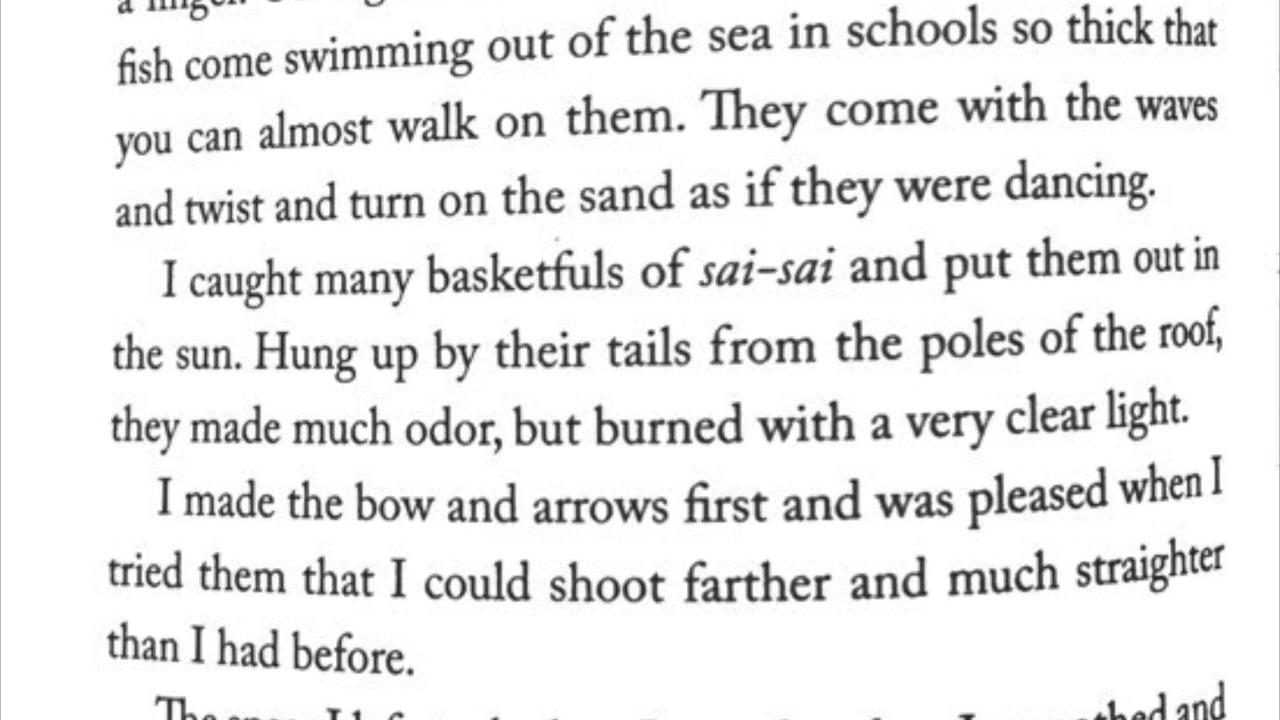 fish come swimming out of the sea in schools so thick that
you can almost walk on them. They come with the waves
and twist and turn on the sand as if they were dancing.
I caught many basketfuls of sai-sai and put them out in
the sun. Hung up by their tails from the poles of the roof,
they made much odor, but burned with a very clear light.
I made the bow and arrows first and was pleased when I
tried them that I could shoot farther and much straighter
than I had before.
The
and